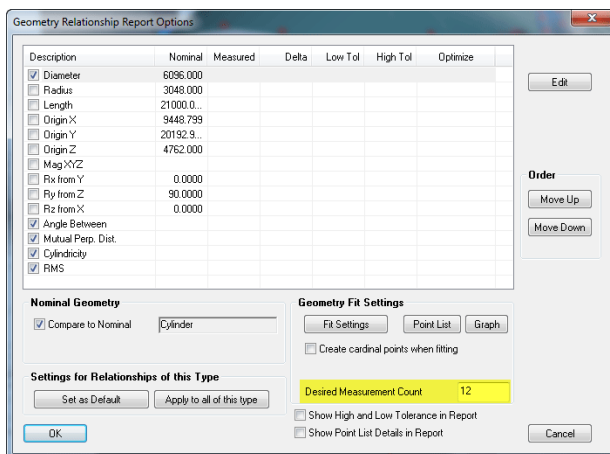 Geometry Relationship Report Options
Description Nominal Measured Delta Low Tol High Tol Optimize
Diameter 6096.000
Radius 3048.000
Length 21000.0...
Origin X 9448.799
Origin Y 20192.9...
Origin Z 4762.000
Mag XYZ
Rx from Y 0.0000
Ry from Z 90.0000
Rz from X 0.0000
Angle Between
Mutual Perp. Dist.
Cylindricity
RMS
Edit
Order
Move Up
Move Down
Nominal Geometry
Compare to Nominal Cylinder
Geometry Fit Settings
Fit Settings Point List Graph
Create cardinal points when fitting
Desired Measurement Count 12
Settings for Relationships of this Type
Set as Default Apply to all of this type
Show High and Low Tolerance in Report
Show Point List Details in Report
OK
Cancel